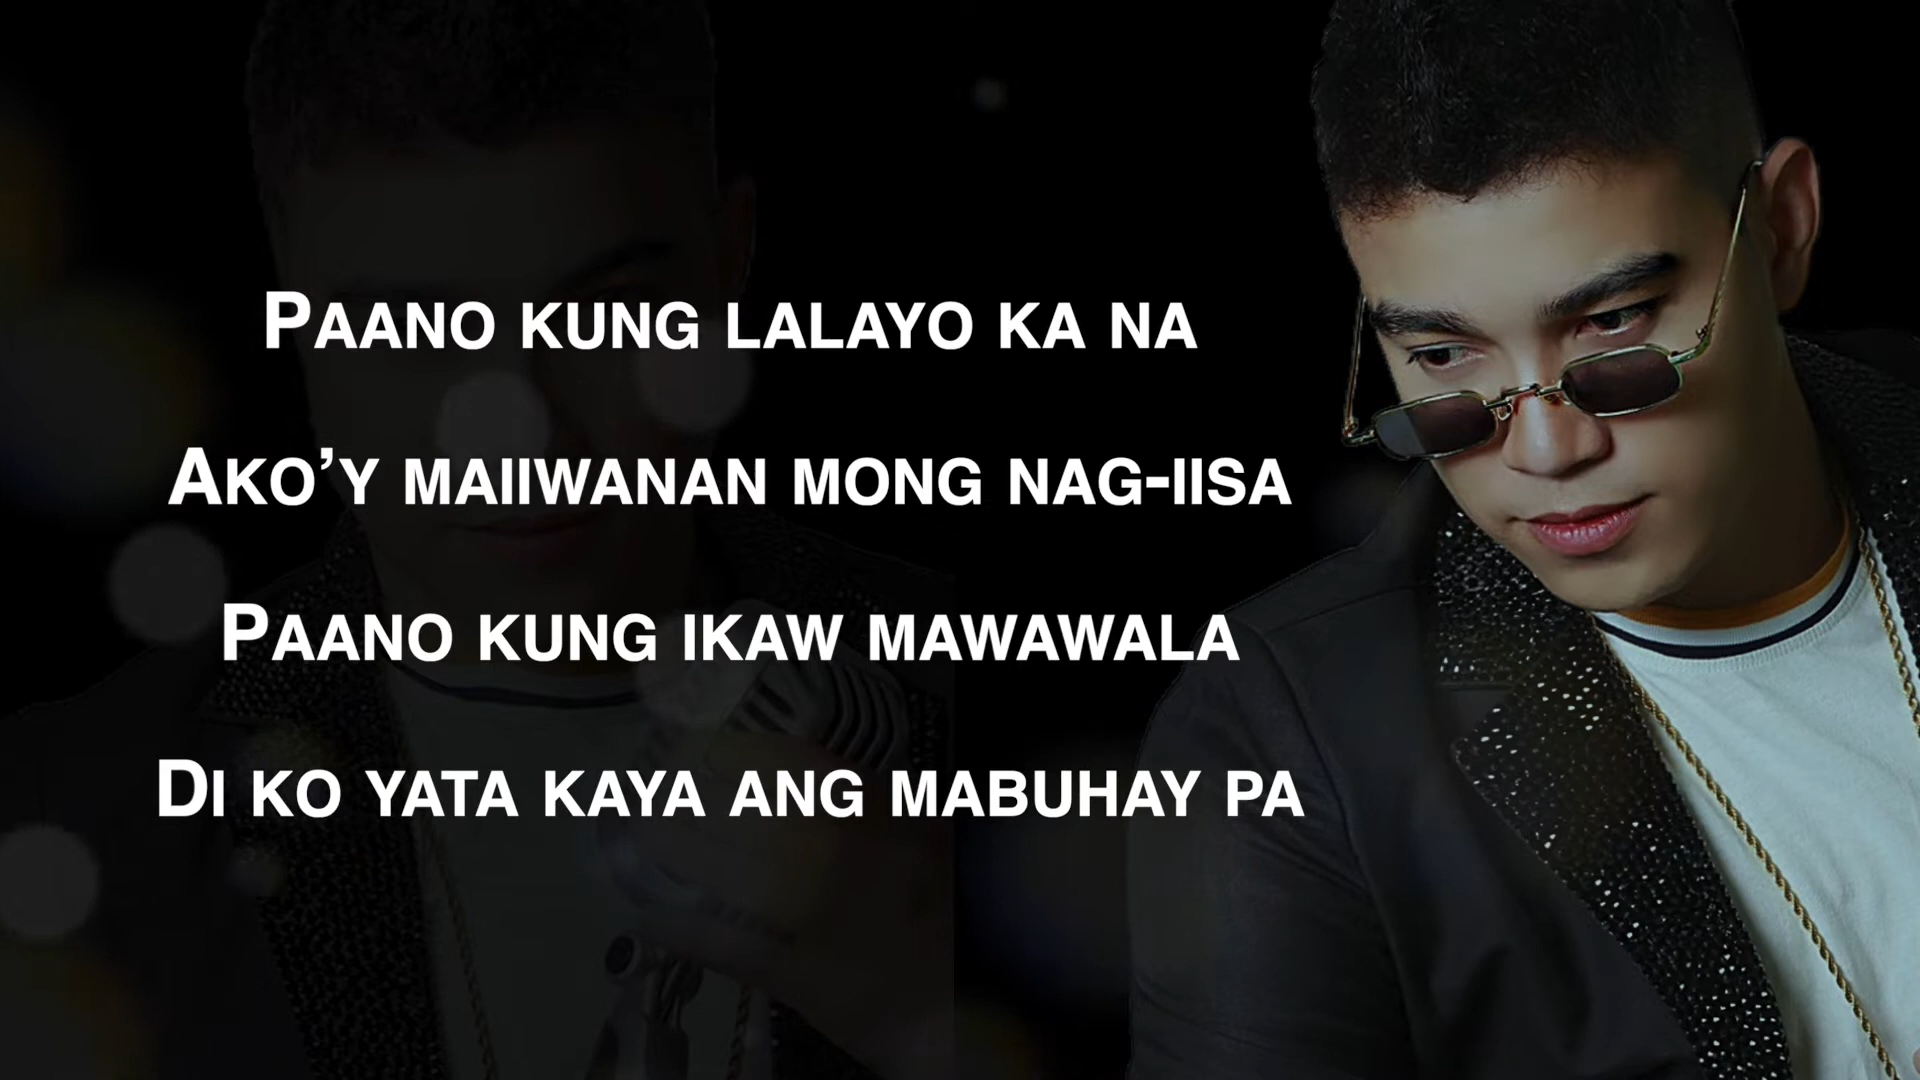 Paano kung lalayo ka na
Ako’y maiiwanan mong nag-iisa
Paano kung ikaw mawawala
Di ko yata kaya ang mabuhay pa